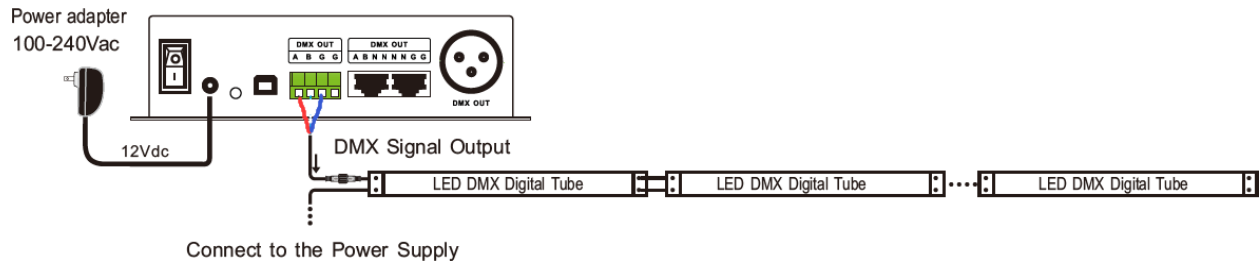 Power adapter
100-240Vac
DMX OUT
A B G G
DMX OUT
A B N N N N G G
DMX OUT
12Vdc
DMX Signal Output
LED DMX Digital Tube
LED DMX Digital Tube
LED DMX Digital Tube
Connect to the Power Supply